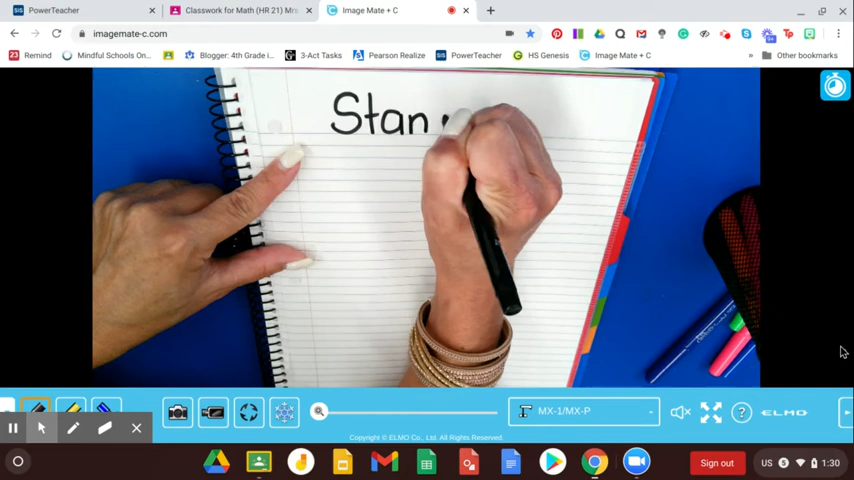 PowerTeacher
Classwork for Math (HR 21) Mrs
Image Mate + C
imagemate-c.com
Remind
Mindful Schools On...
Blogger: 4th Grade i...
3-Act Tasks
Pearson Realize
PowerTeacher
HS Genesis
Image Mate + C
»
Other bookmarks
Stan
MX-1/MX-P
ELMO
Copyright © ELMO Co., Ltd. All Rights Reserved.
Sign out
US
1:30